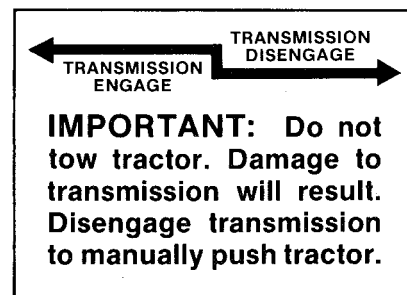 TRANSMISSION
DISENGAGE
TRANSMISSION
ENGAGE
IMPORTANT: Do not
tow tractor. Damage to
transmission will result.
Disengage transmission
to manually push tractor.